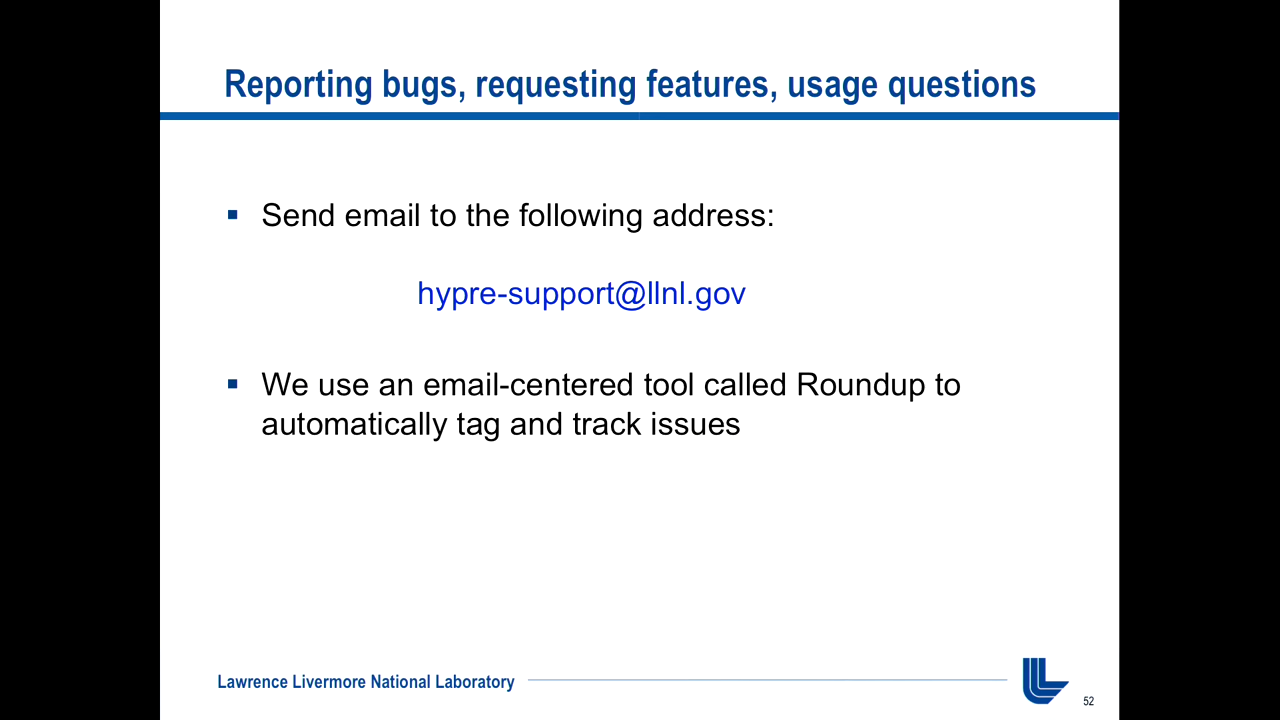 Reporting bugs, requesting features, usage questions
▪ Send email to the following address:
hypre-support@llnl.gov
▪ We use an email-centered tool called Roundup to
automatically tag and track issues
Lawrence Livermore National Laboratory
52